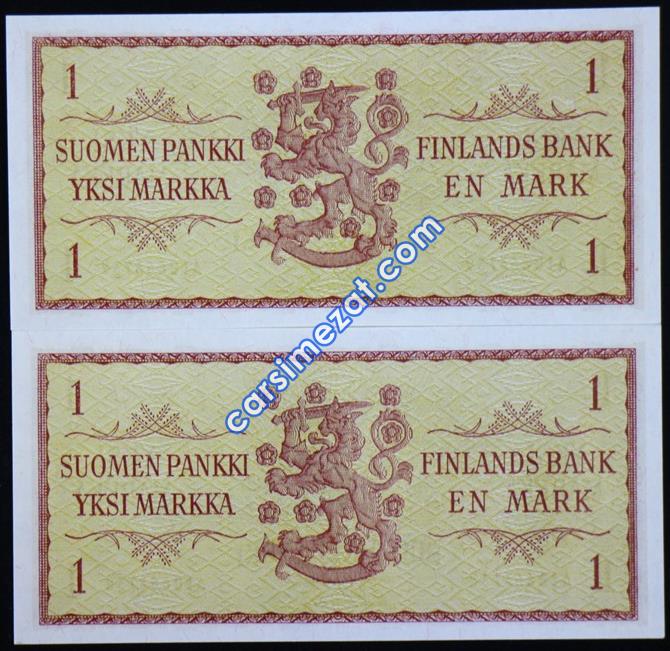 1 1
SUOMEN PANKKI FINLANDS BANK
YKSI MARKKA EN MARK
1 1
carsimezat.com
1 1
SUOMEN PANKKI FINLANDS BANK
YKSI MARKKA EN MARK
1 1